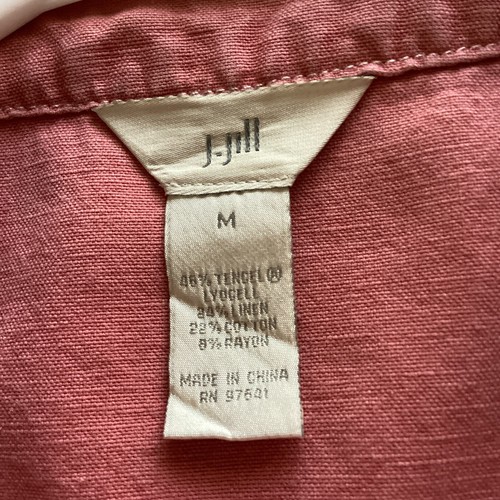 J.Jill
M
46% TENCEL®
LYOCELL
24% LINEN
22% COTTON
8% RAYON
MADE IN CHINA
RN 97641